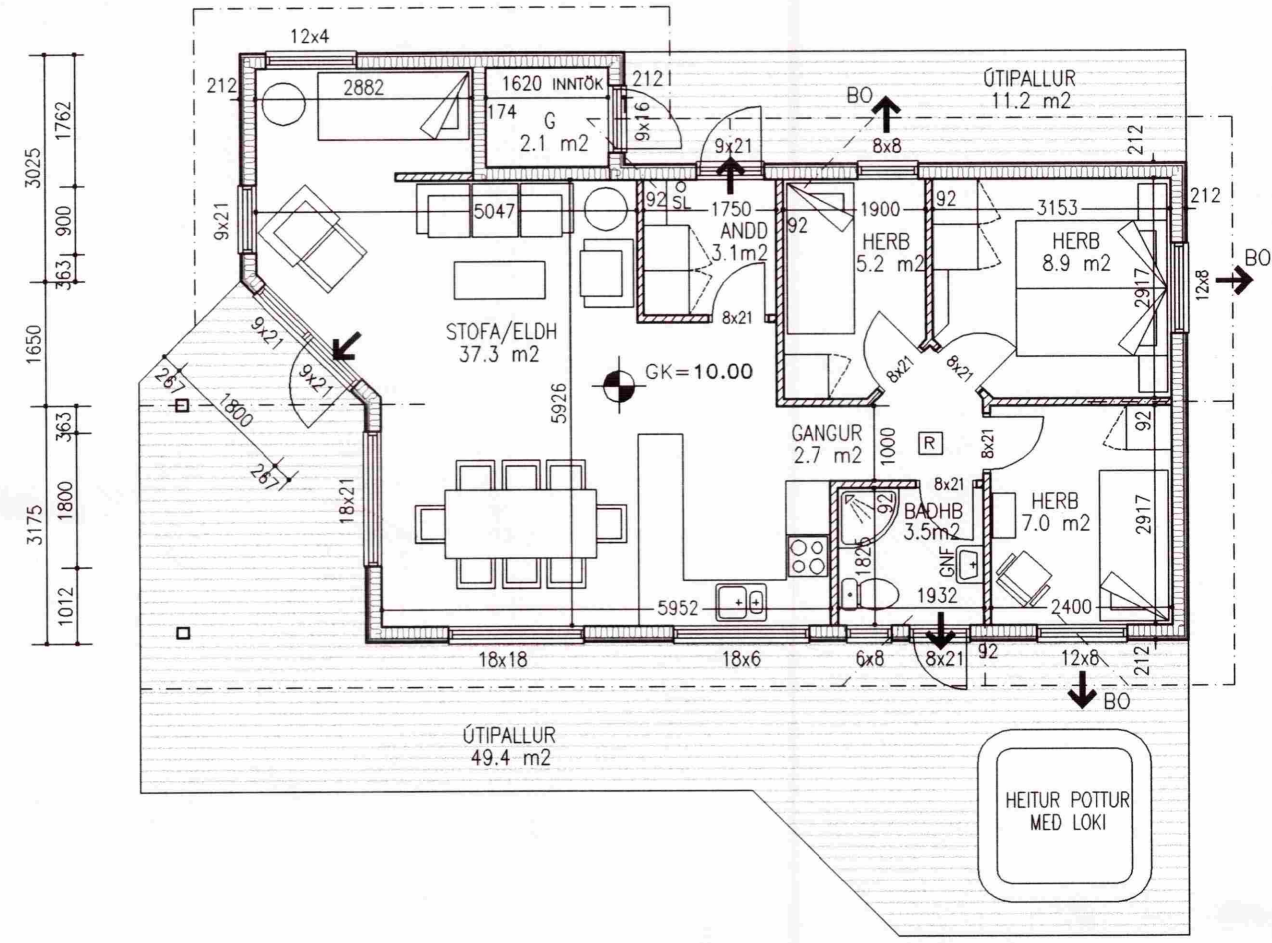 12x4
212
2882
1620 INNTÖK
212
174
G
2.1 m2
9x16
ÚTIPALLUR
11.2 m2
BO
9x21
8x8
212
3025
1762
900
363
9x21
5047
92
SL
1750
ANDD
3.1m2
92
1900
HERB
5.2 m2
92
3153
HERB
8.9 m2
212
2917
12x8
BO
8x21
1650
9x21
9x21
267
1800
267
STOFA/ELDH
37.3 m2
GK=10.00
5926
8x21
8x21
3175
363
1800
1012
18x21
GANGUR
2.7 m2
1000
R
8x21
92
8x21
92
BADHB
3.5m2
1825
GNF
HERB
7.0 m2
2917
5952
1932
2400
18x18
18x6
6x8
8x21
92
12x8
212
BO
ÚTIPALLUR
49.4 m2
HEITUR POTTUR
MED LOKI